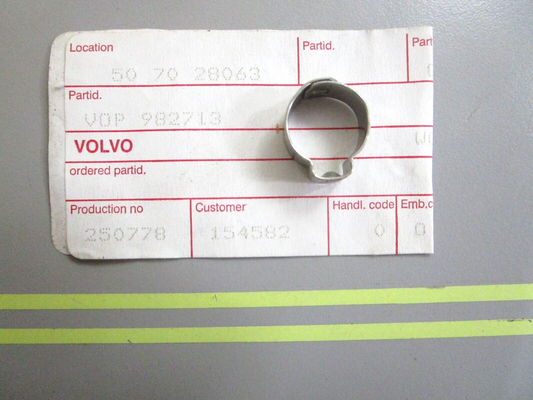 Location Partid. Part
50 70 28063
Partid.
VOP 982713
VOLVO
ordered partid.
Production no Customer Handl. code Emb.c
250778 154582 0 0